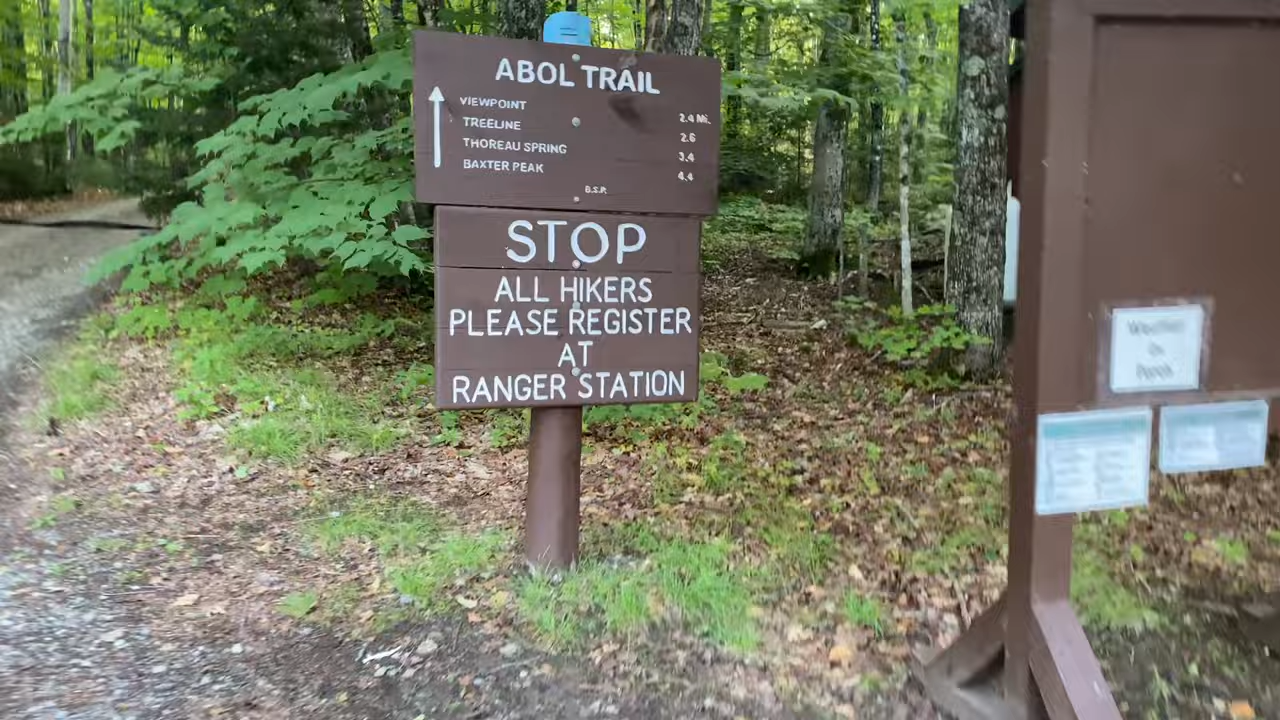 ABOL TRAIL
VIEWPOINT 2.4 Mi.
TREELINE 2.6
THOREAU SPRING 3.4
BAXTER PEAK 4.4
B.S.P.
STOP
ALL HIKERS
PLEASE REGISTER
AT
RANGER STATION